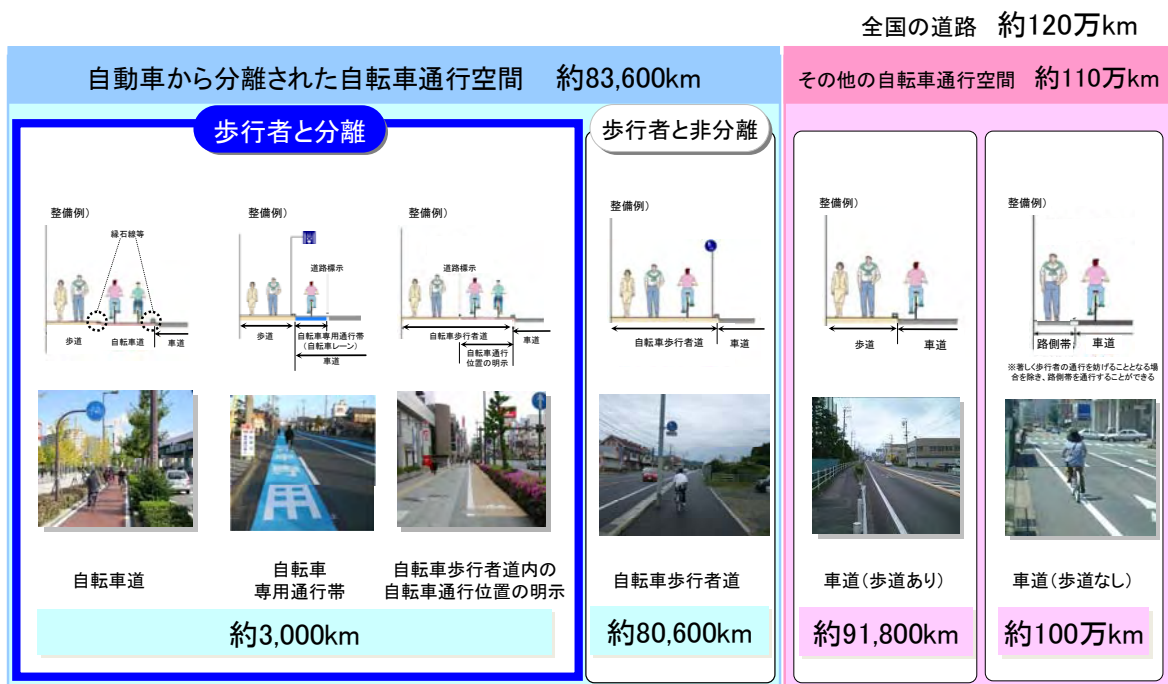 全国の道路 約120万km
自動車から分離された自転車通行空間 約83,600km
その他の自転車通行空間 約110万km
歩行者と分離
歩行者と非分離
整備例)
縁石線等
歩道
自転車道
車道
整備例)
道路標示
歩道
自転車専用通行帯
(自転車レーン)
車道
整備例)
道路標示
自転車歩行者道
車道
自転車通行
位置の明示
整備例)
自転車歩行者道
車道
整備例)
歩道
車道
整備例)
路側帯
車道
※著しく歩行者の通行を妨げることとなる場
合を除き、路側帯を通行することができる
専用
自転車道
自転車
専用通行帯
自転車歩行者道内の
自転車通行位置の明示
自転車歩行者道
車道(歩道あり)
車道(歩道なし)
約3,000km
約80,600km
約91,800km
約100万km